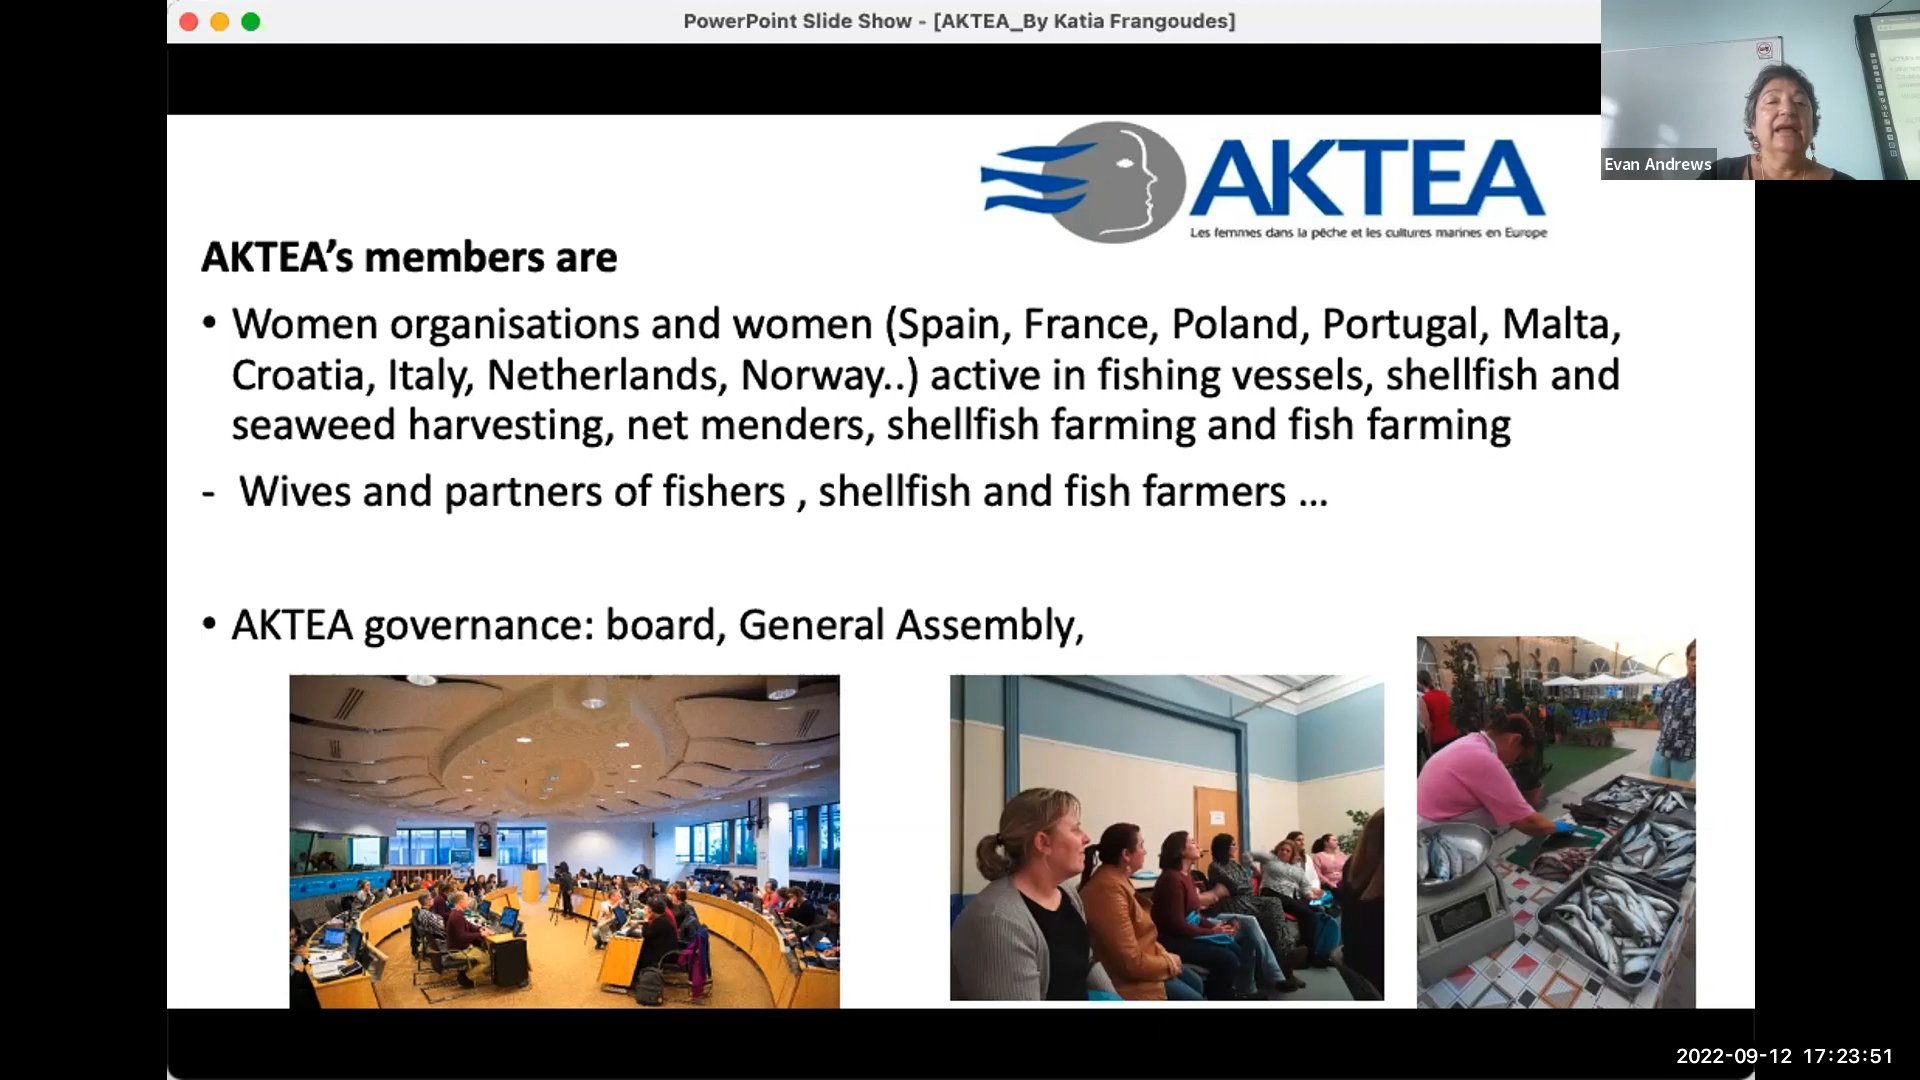 PowerPoint Slide Show - [AKTEA_By Katia Frangoudes]
Evan Andrews
AKTEA
Les femmes dans la pêche et les cultures marines en Europe
AKTEA’s members are
• Women organisations and women (Spain, France, Poland, Portugal, Malta,
Croatia, Italy, Netherlands, Norway..) active in fishing vessels, shellfish and
seaweed harvesting, net menders, shellfish farming and fish farming
- Wives and partners of fishers , shellfish and fish farmers ...
• AKTEA governance: board, General Assembly,
2022-09-12 17:23:51